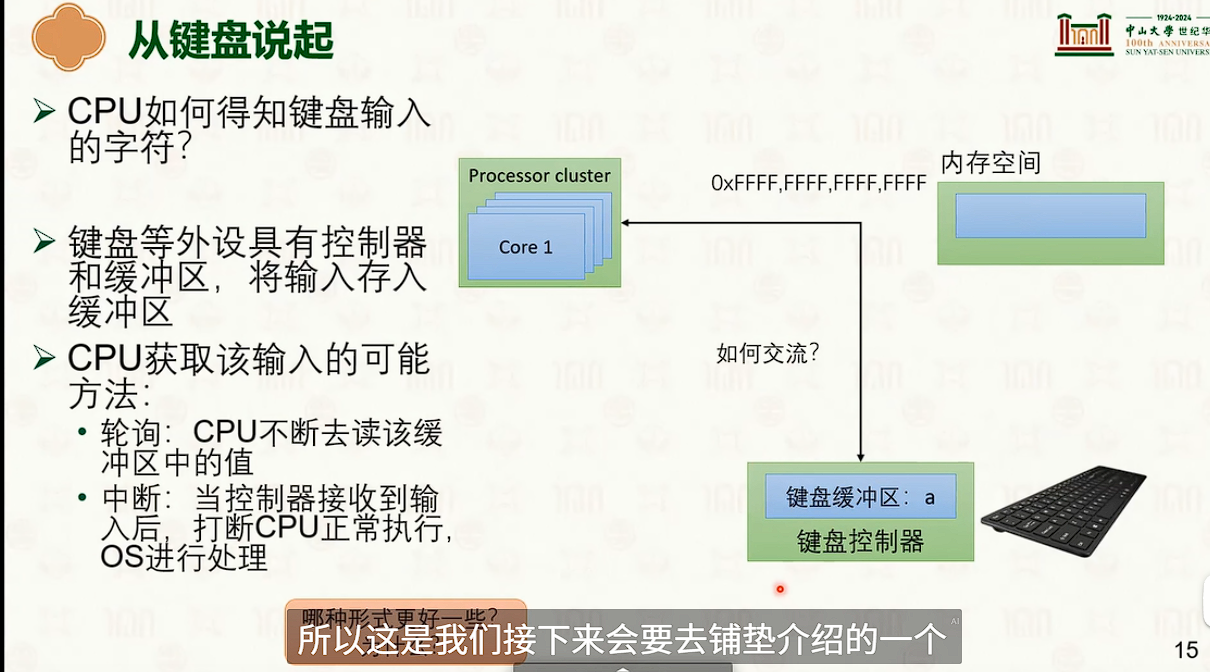 从键盘说起
1924-2024
中山大學 世纪华
100th ANNIVERSA
SUN YAT-SEN UNIVERS
CPU如何得知键盘输入
的字符？
键盘等外设具有控制器
和缓冲区，将输入存入
缓冲区
CPU获取该输入的可能
方法：
轮询：CPU不断去读该缓
冲区中的值
中断：当控制器接收到输
入后，打断CPU正常执行，
OS进行处理
Processor cluster
Core 1
0xFFFF,FFFF,FFFF,FFFF
内存空间
如何交流？
键盘缓冲区：a
键盘控制器
哪种形式更好一些？
所以这是我们接下来会要去铺垫介绍的一个
AI
15